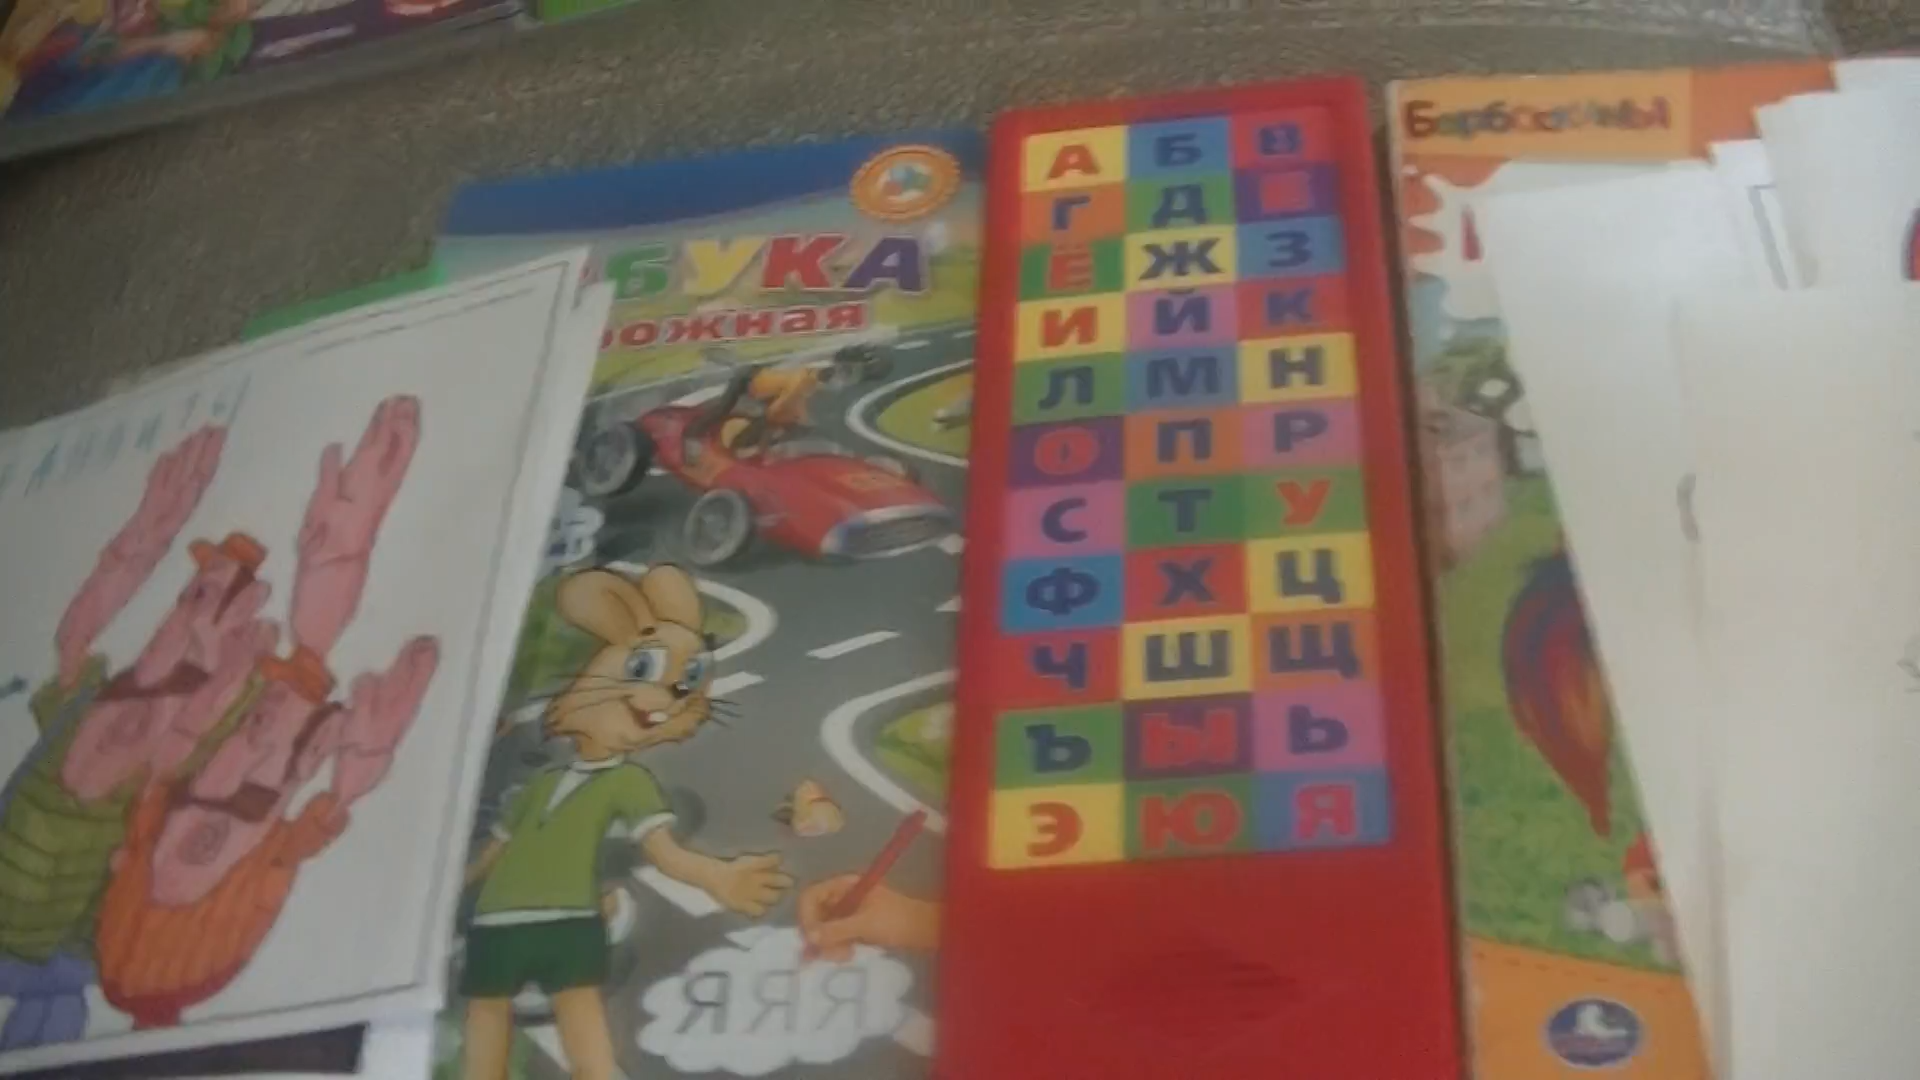 БУКА
ожная
А Б В
Г Д Е
Ё Ж З
И Й К
Л М Н
О П Р
С Т У
Ф Х Ц
Ч Ш Щ
Ъ Ы Ь
Э Ю Я
ЯЯЯ
Барбоскины